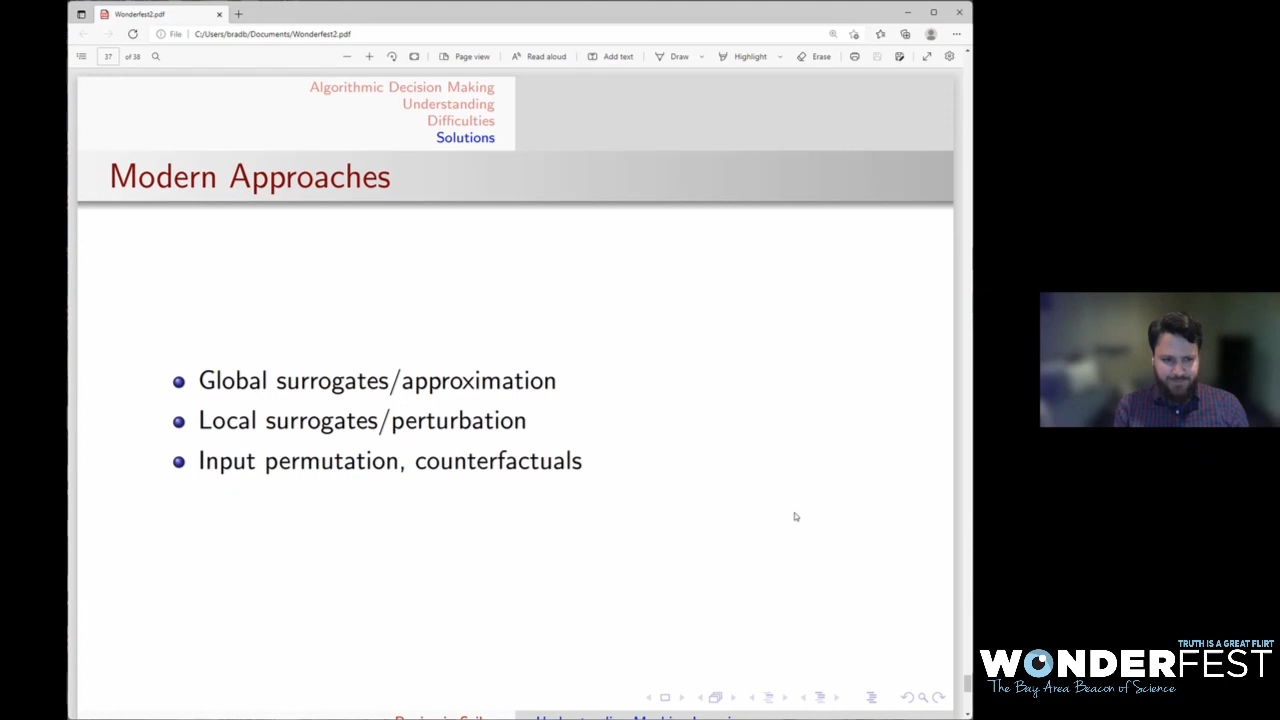 Wonderfest2.pdf
File
C:/Users/bradb/Documents/Wonderfest2.pdf
37 of 38
Page view
Read aloud
Add text
Draw
Highlight
Erase
Algorithmic Decision Making
Understanding
Difficulties
Solutions
Modern Approaches
Global surrogates/approximation
Local surrogates/perturbation
Input permutation, counterfactuals
TRUTH IS A GREAT FLIRT
WONDERFEST
The Bay Area Beacon of Science